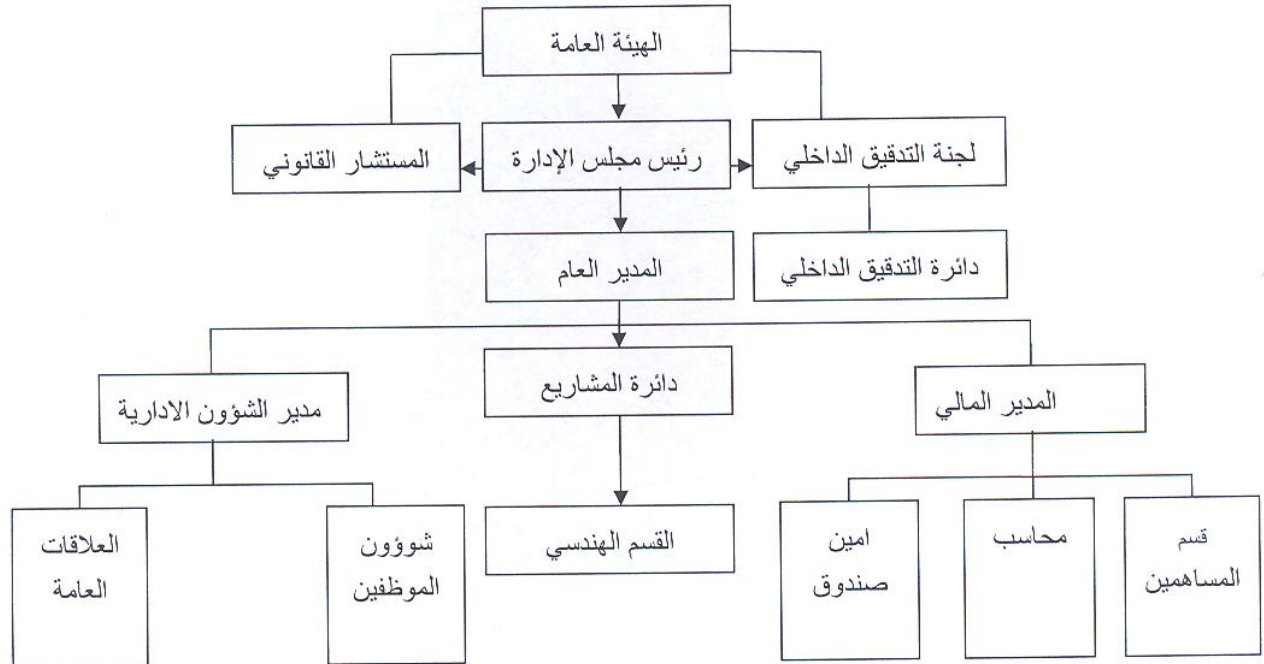 الهيئة العامة
لجنة التدقيق الداخلي
رئيس مجلس الإدارة
المستشار القانوني
دائرة التدقيق الداخلي
المدير العام
المدير المالي
دائرة المشاريع
مدير الشؤون الادارية
قسم
المساهمين
محاسب
امين
صندوق
القسم الهندسي
شوؤون
الموظفين
العلاقات
العامة